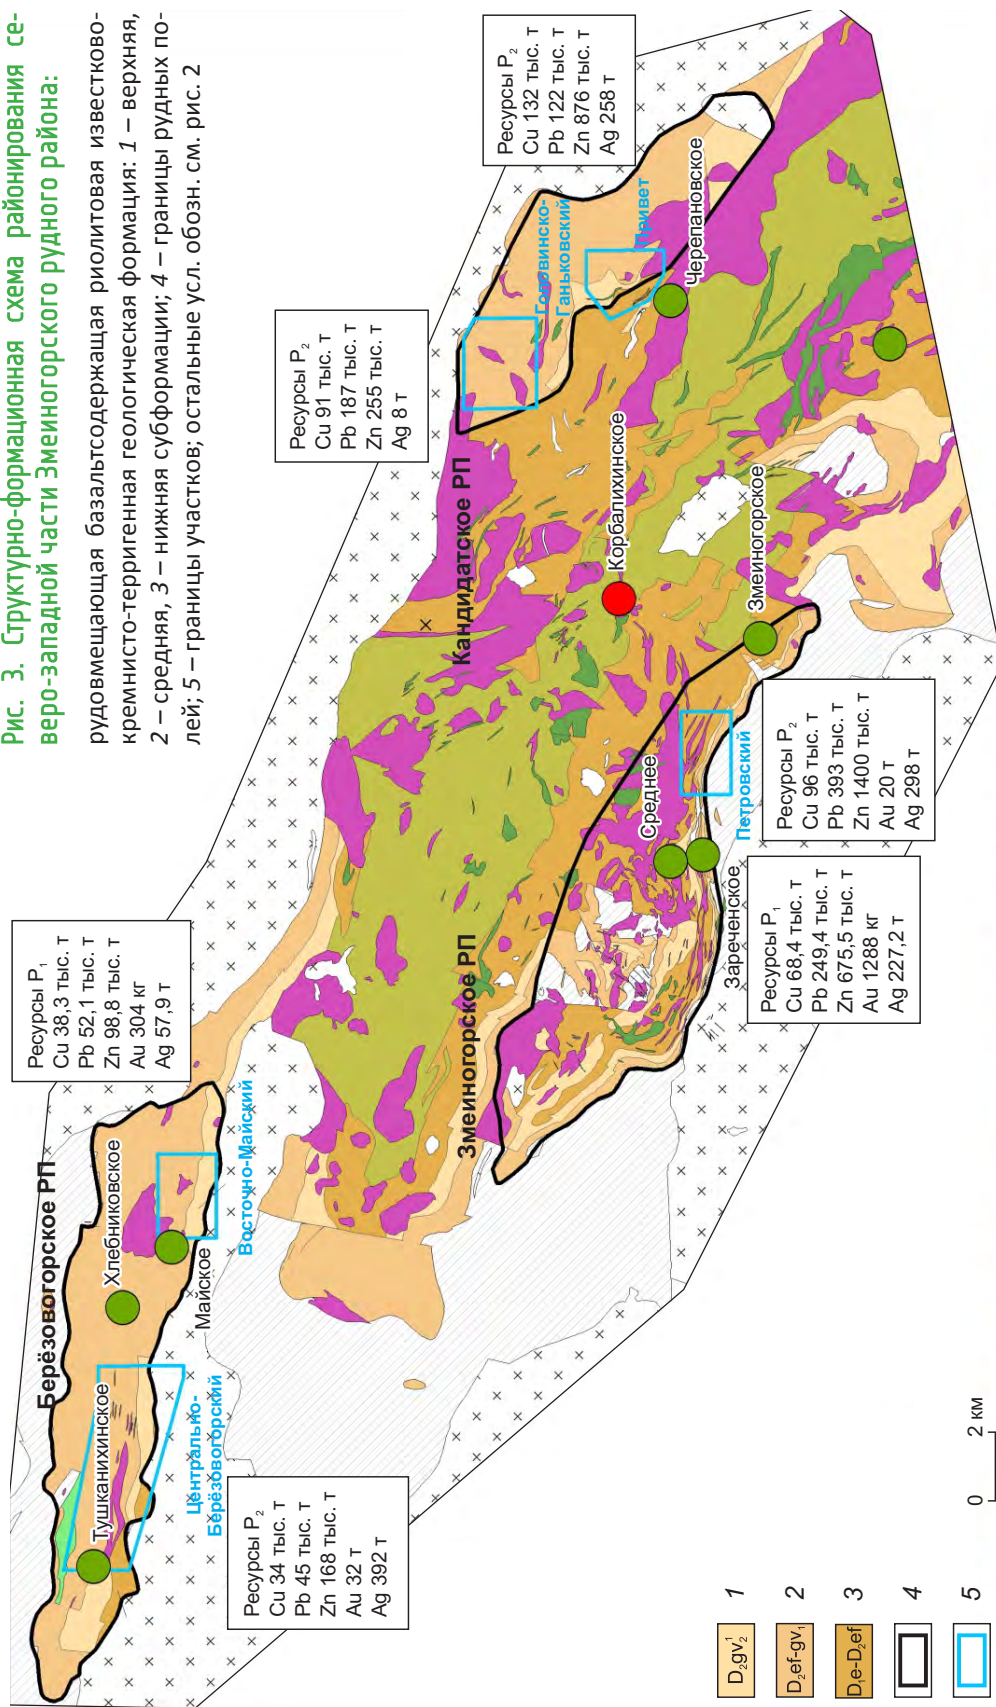 Рис. 3. Структурно-формационная схема районирования се-
веро-западной части Змеиногорского рудного района:
рудовмещающая базальтсодержащая риолитовая известково-
кремнисто-терригенная геологическая формация: 1 – верхняя,
2 – средняя, 3 – нижняя субформации; 4 – границы рудных по-
лей; 5 – границы участков; остальные усл. обозн. см. рис. 2
Берёзовогорское РП
Тушканихинское
Хлебниковское
Майское
Центрально-
Берёзовогорский
Восточно-Майский
Ресурсы P₁
Cu 38,3 тыс. т
Pb 52,1 тыс. т
Zn 98,8 тыс. т
Au 304 кг
Ag 57,9 т
Ресурсы P₂
Cu 34 тыс. т
Pb 45 тыс. т
Zn 168 тыс. т
Au 32 т
Ag 392 т
Змеиногорское РП
Среднее
Зареченское
Петровский
Змеиногорское
Ресурсы P₁
Cu 68,4 тыс. т
Pb 249,4 тыс. т
Zn 675,5 тыс. т
Au 1288 кг
Ag 227,2 т
Ресурсы P₂
Cu 96 тыс. т
Pb 393 тыс. т
Zn 1400 тыс. т
Au 20 т
Ag 298 т
Кандидатское РП
Корбалихинское
Ресурсы P₂
Cu 91 тыс. т
Pb 187 тыс. т
Zn 255 тыс. т
Ag 8 т
Головинско-
Ганьковский
Привет
Черепановское
Ресурсы P₂
Cu 132 тыс. т
Pb 122 тыс. т
Zn 876 тыс. т
Ag 258 т
D₂gv₂¹ 1
D₂ef-gv₁ 2
D₁e-D₂ef 3
4
5
0 2 км